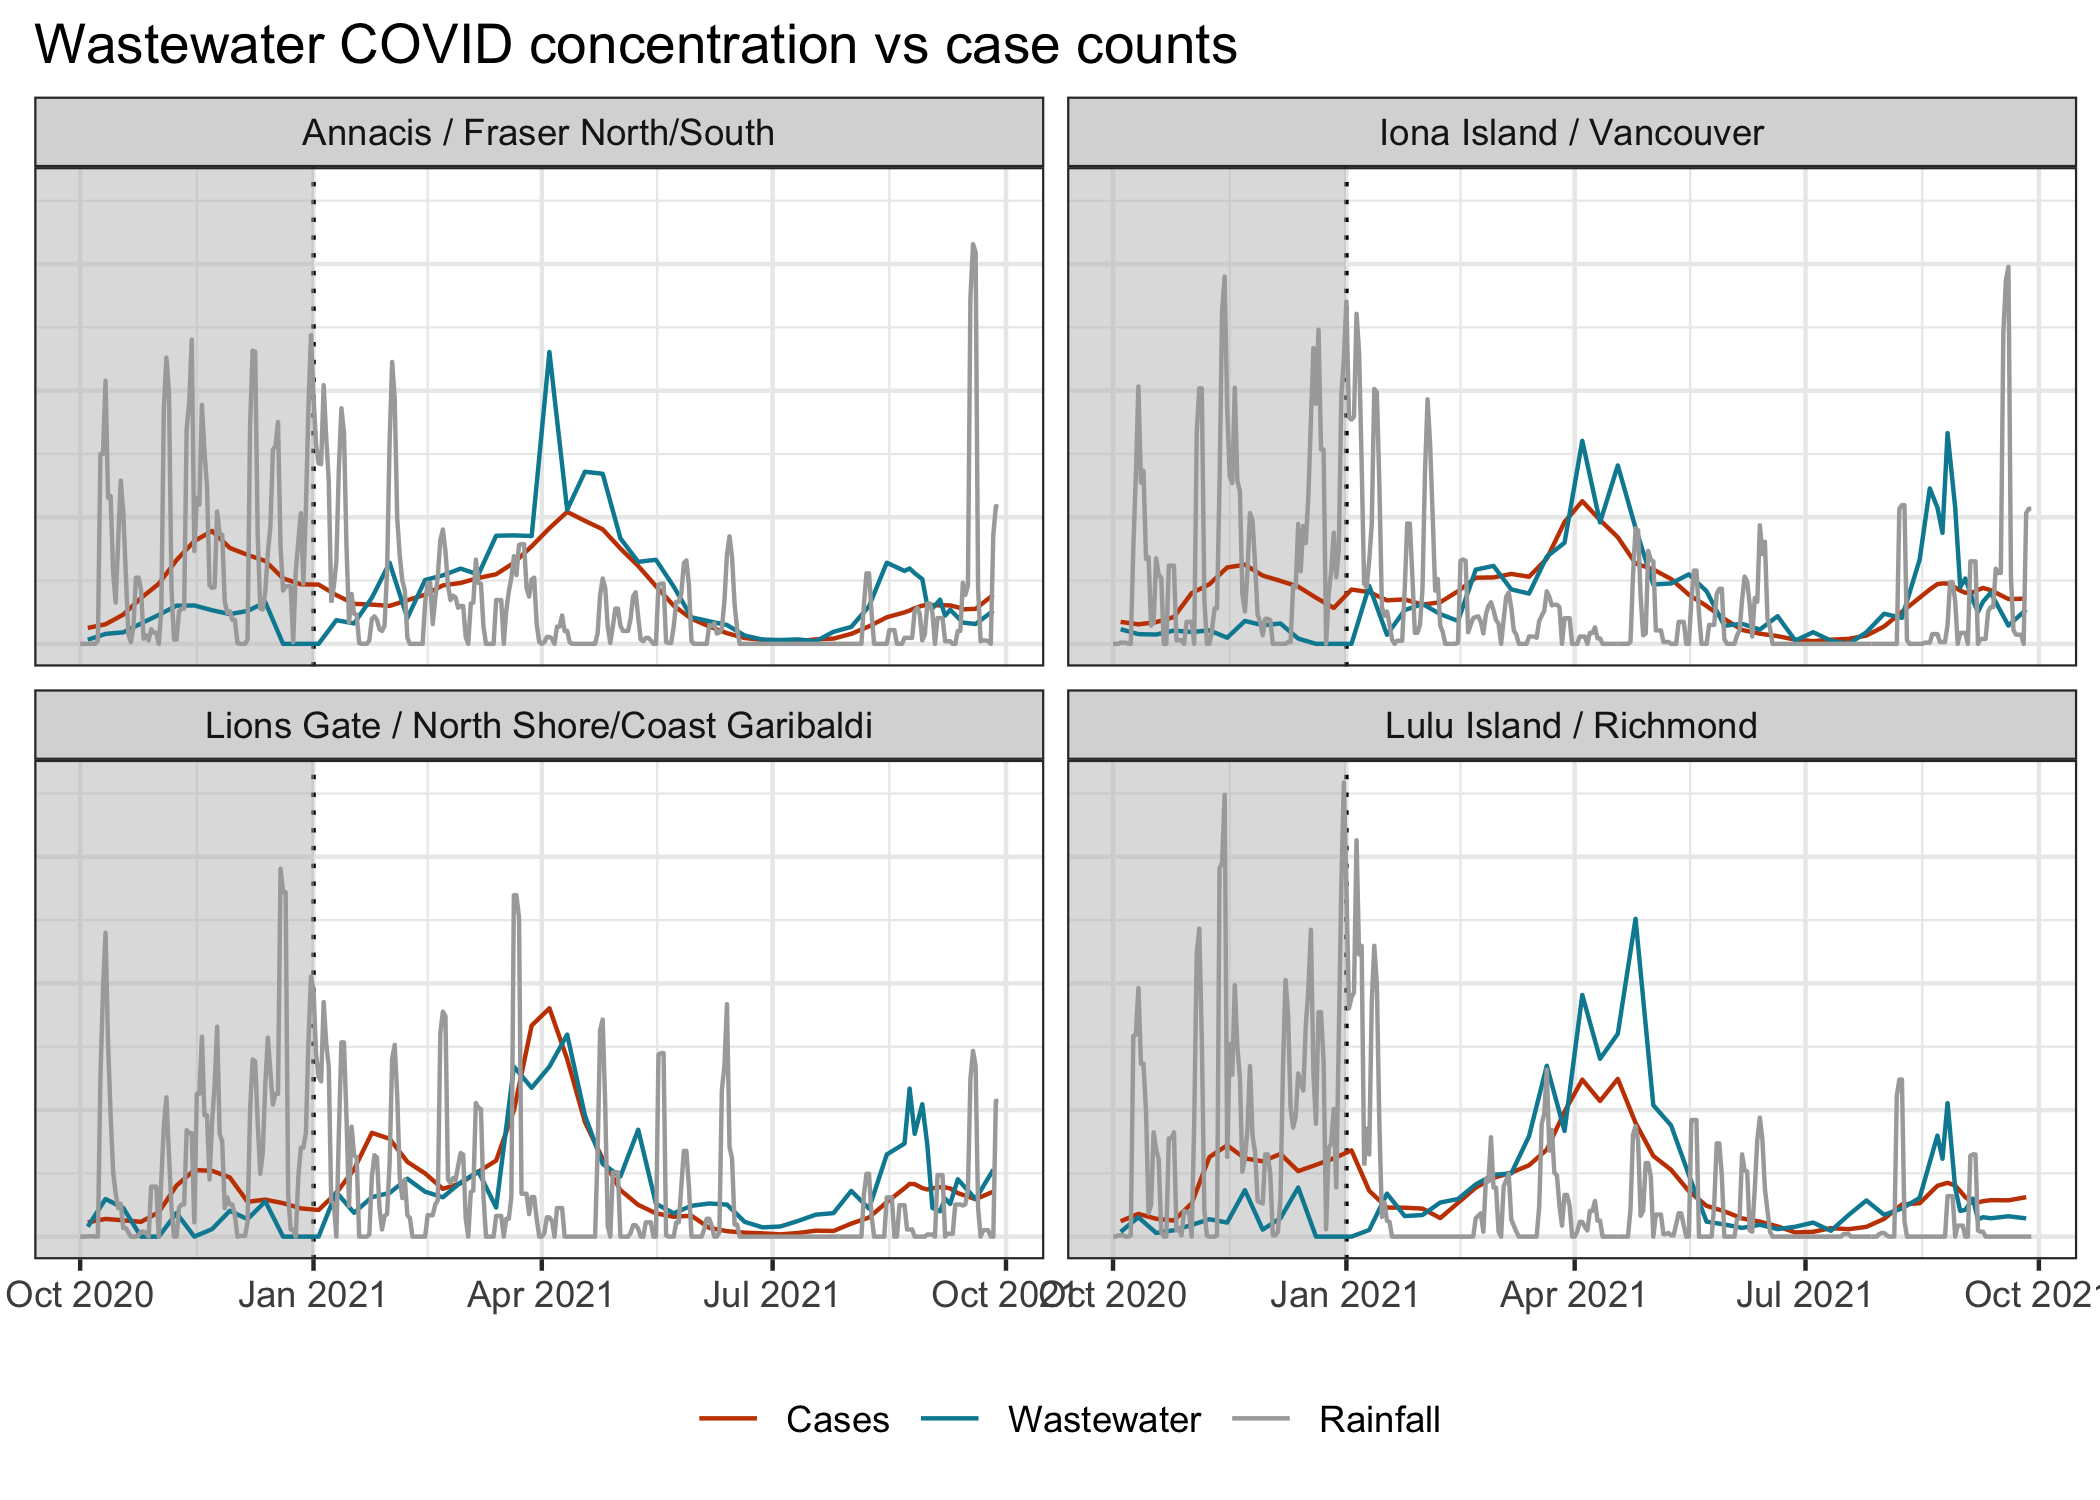 Wastewater COVID concentration vs case counts
Annacis / Fraser North/South
Iona Island / Vancouver
Lions Gate / North Shore/Coast Garibaldi
Lulu Island / Richmond
Oct 2020 Jan 2021 Apr 2021 Jul 2021 Oct 2021 Oct 2020 Jan 2021 Apr 2021 Jul 2021 Oct 2021
Cases Wastewater Rainfall